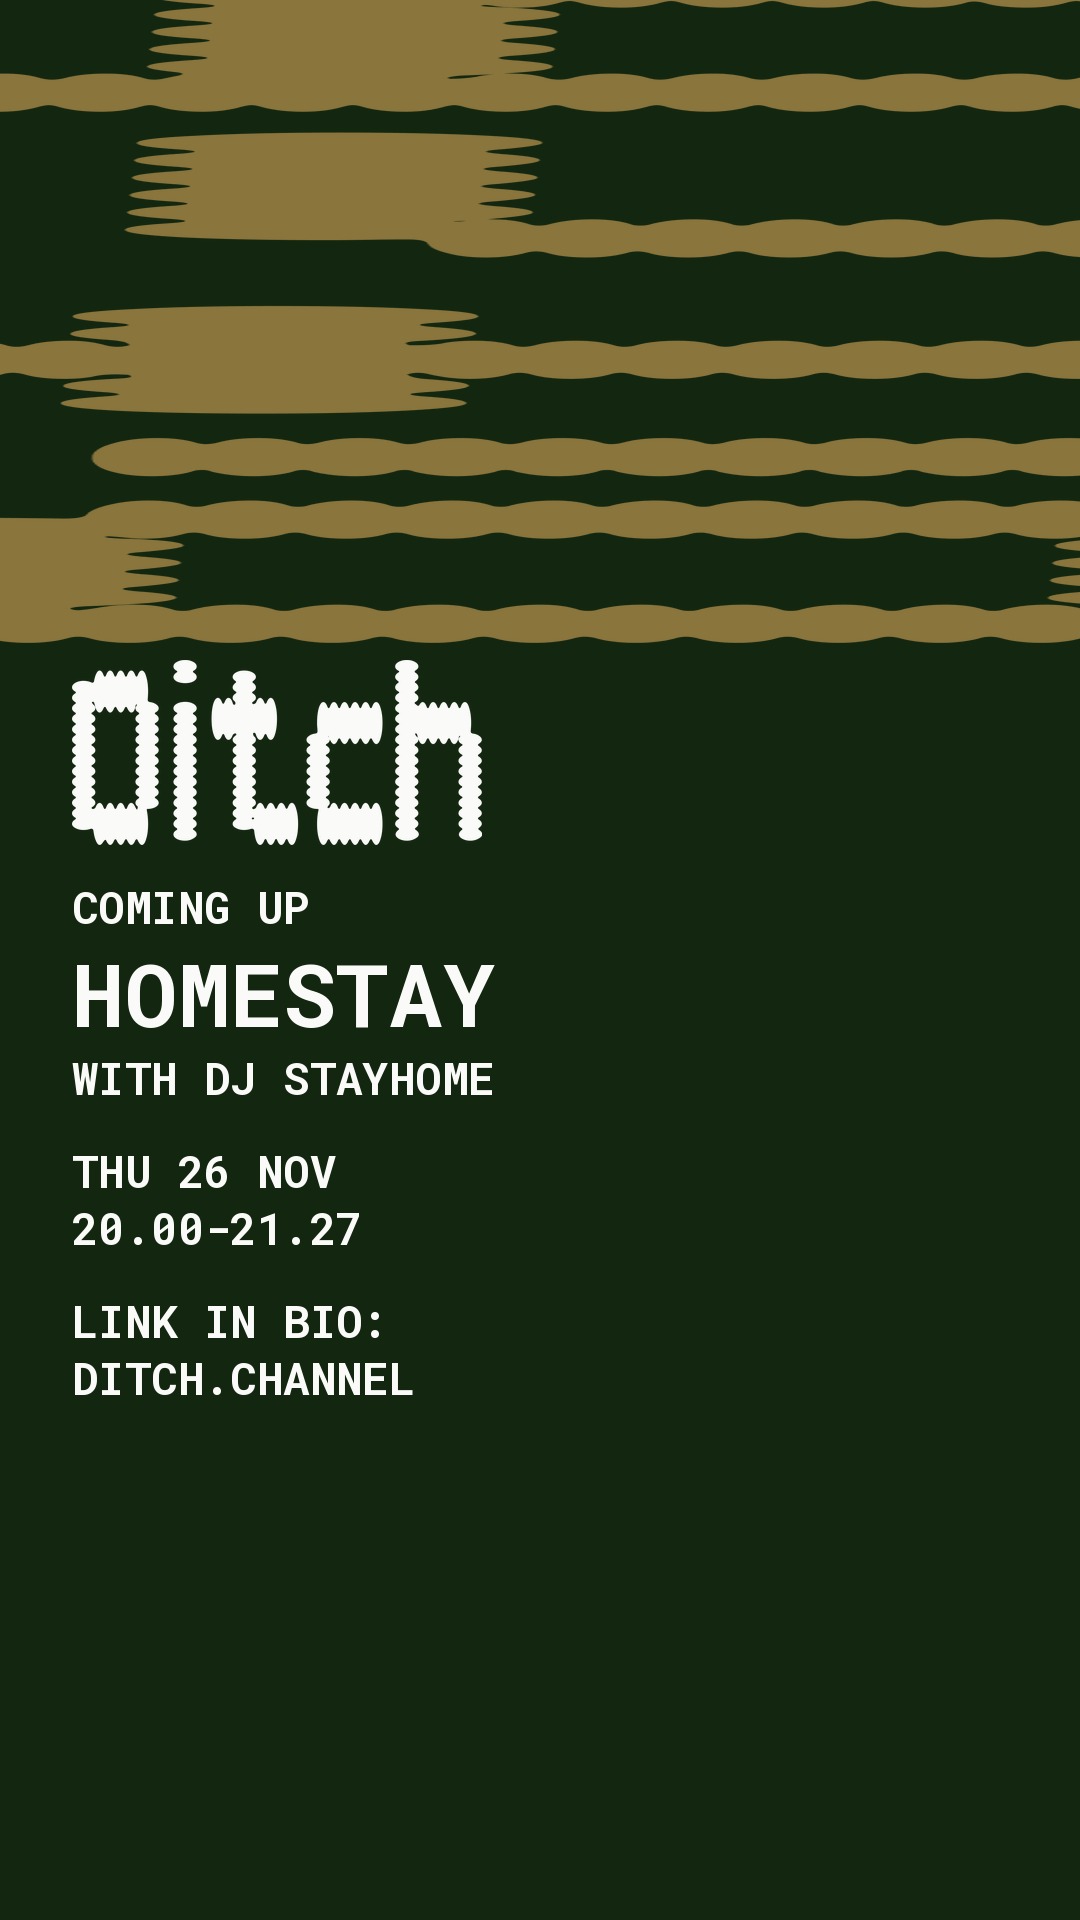 Ditch
COMING UP
HOMESTAY
WITH DJ STAYHOME
THU 26 NOV
20.00-21.27
LINK IN BIO:
DITCH.CHANNEL